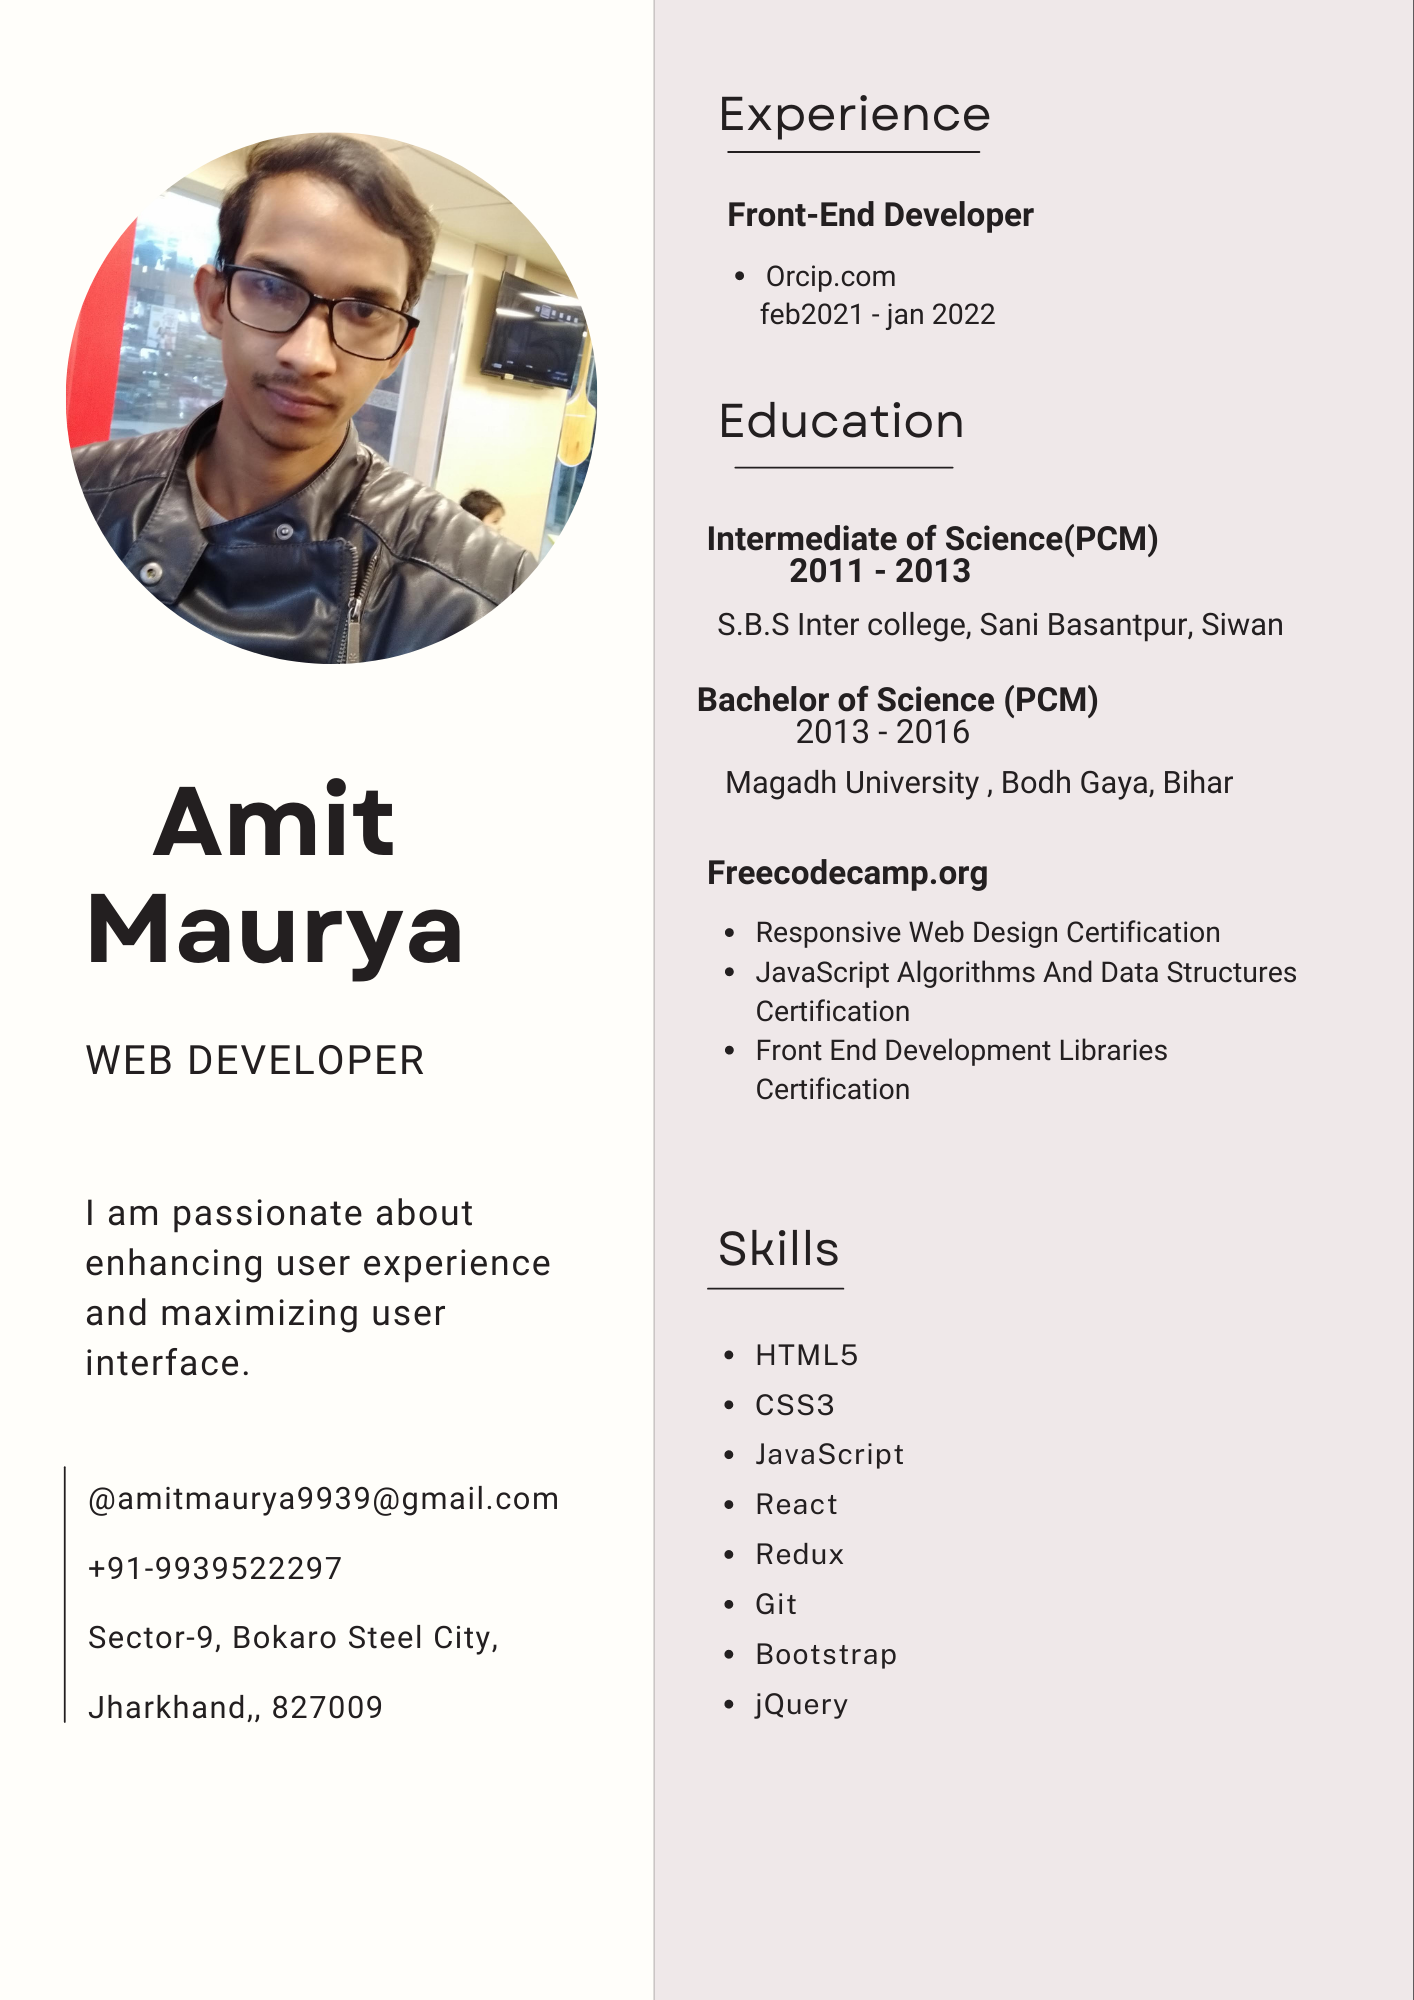 Amit
Maurya
WEB DEVELOPER
I am passionate about
enhancing user experience
and maximizing user
interface.
@amitmaurya9939@gmail.com
+91-9939522297
Sector-9, Bokaro Steel City,
Jharkhand,, 827009
Experience
Front-End Developer
• Orcip.com
feb2021 - jan 2022
Education
Intermediate of Science(PCM)
2011 - 2013
S.B.S Inter college, Sani Basantpur, Siwan
Bachelor of Science (PCM)
2013 - 2016
Magadh University , Bodh Gaya, Bihar
Freecodecamp.org
• Responsive Web Design Certification
• JavaScript Algorithms And Data Structures
Certification
• Front End Development Libraries
Certification
Skills
• HTML5
• CSS3
• JavaScript
• React
• Redux
• Git
• Bootstrap
• jQuery